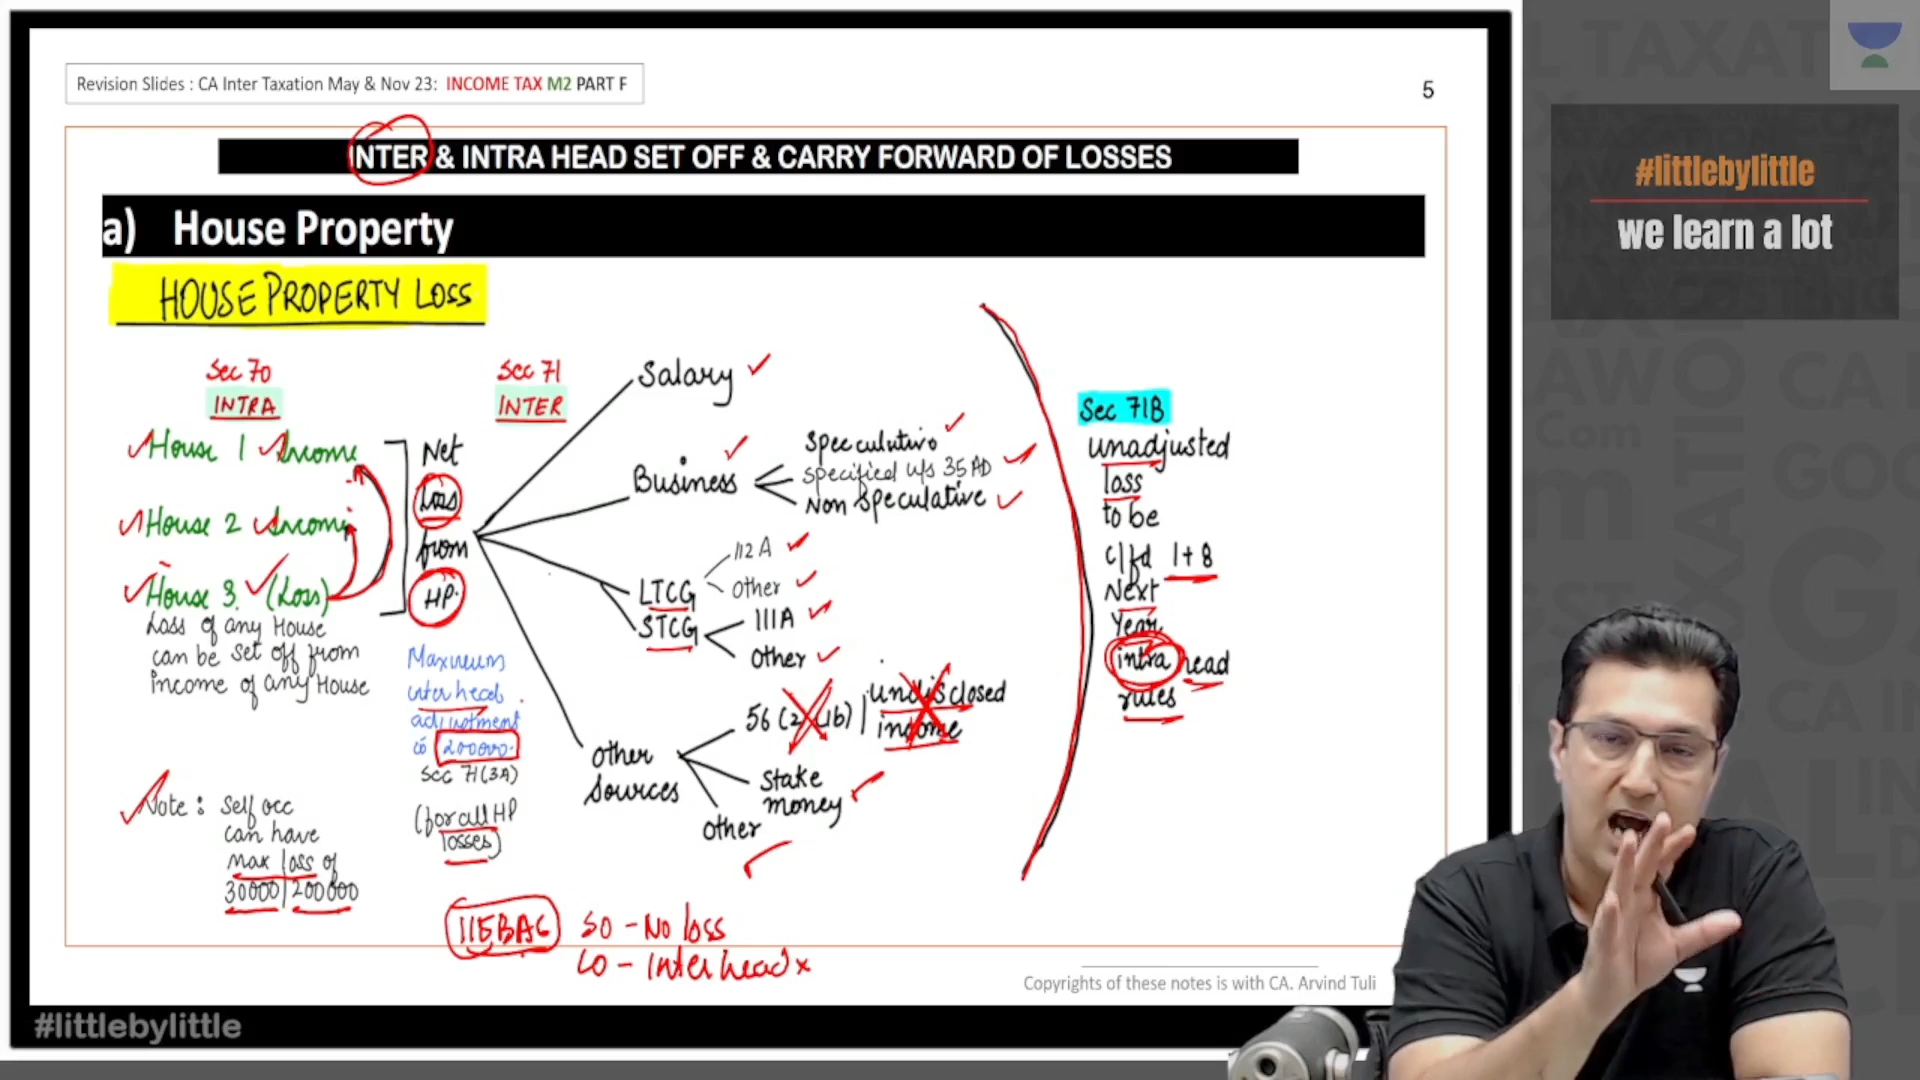 Revision Slides : CA Inter Taxation May & Nov 23: INCOME TAX M2 PART F
5
INTER & INTRA HEAD SET OFF & CARRY FORWARD OF LOSSES
a) House Property
HOUSE PROPERTY LOSS
Sec 70
INTRA
House 1 Income
House 2 Income
House 3. (Loss)
Loss of any House
can be set off from
income of any House
Note : Self occ
can have
max loss of
30000 | 200000
Net
Loss
from
HP.
Sec 71
INTER
Maximum
inter head
adjustment
is 200000.
Sec 71(3A)
(for all HP
losses)
Salary
Business
Speculative
Specified u/s 35 AD
Non Speculative
LTCG
112A
Other
STCG
111A
Other
Other
Sources
56 (2)(ib) | undisclosed
income
Stake
money
Other
Sec 71B
unadjusted
loss
to be
c/fd 1+8
Next
Year
intra head
rules
115BAC
SO - No loss
LO - Inter head x
Copyrights of these notes is with CA. Arvind Tuli
#littlebylittle
#littlebylittle
we learn a lot